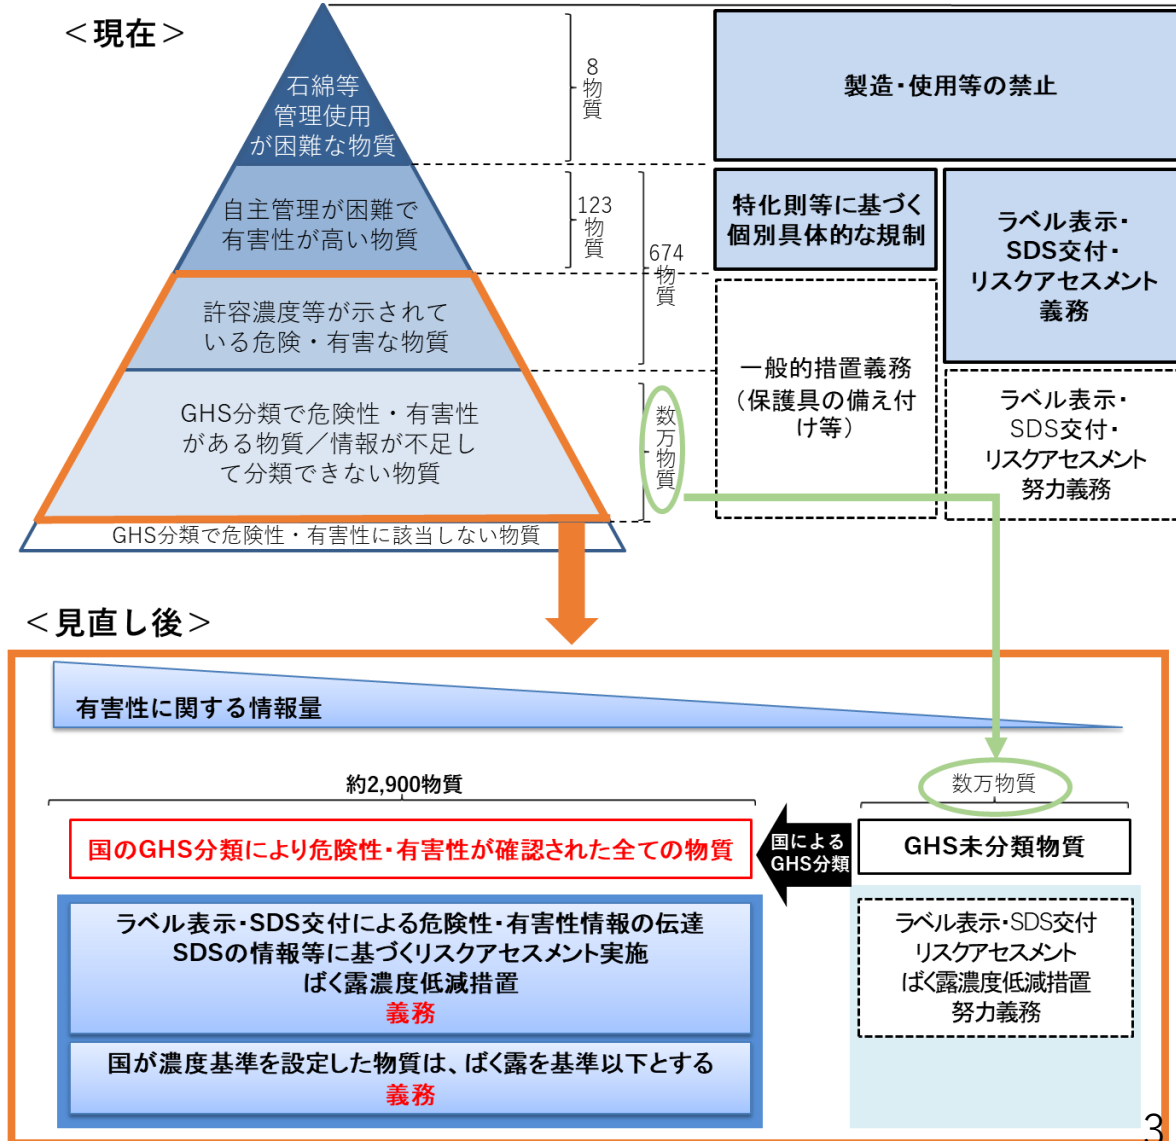 ＜現在＞
石綿等
管理使用
が困難な物質
8
物
質
製造・使用等の禁止
自主管理が困難で
有害性が高い物質
123
物
質
674
物
質
特化則等に基づく
個別具体的な規制
ラベル表示・
SDS交付・
リスクアセスメント
義務
許容濃度等が示されて
いる危険・有害な物質
一般的措置義務
（保護具の備え付
け等）
GHS分類で危険性・有害性
がある物質／情報が不足し
て分類できない物質
数
万
物
質
ラベル表示・
SDS交付・
リスクアセスメント
努力義務
GHS分類で危険性・有害性に該当しない物質
＜見直し後＞
有害性に関する情報量
約2,900物質
数万物質
国のGHS分類により危険性・有害性が確認された全ての物質
国による
GHS分類
GHS未分類物質
ラベル表示・SDS交付による危険性・有害性情報の伝達
SDSの情報等に基づくリスクアセスメント実施
ばく露濃度低減措置
義務
ラベル表示・SDS交付
リスクアセスメント
ばく露濃度低減措置
努力義務
国が濃度基準を設定した物質は、ばく露を基準以下とする
義務
3